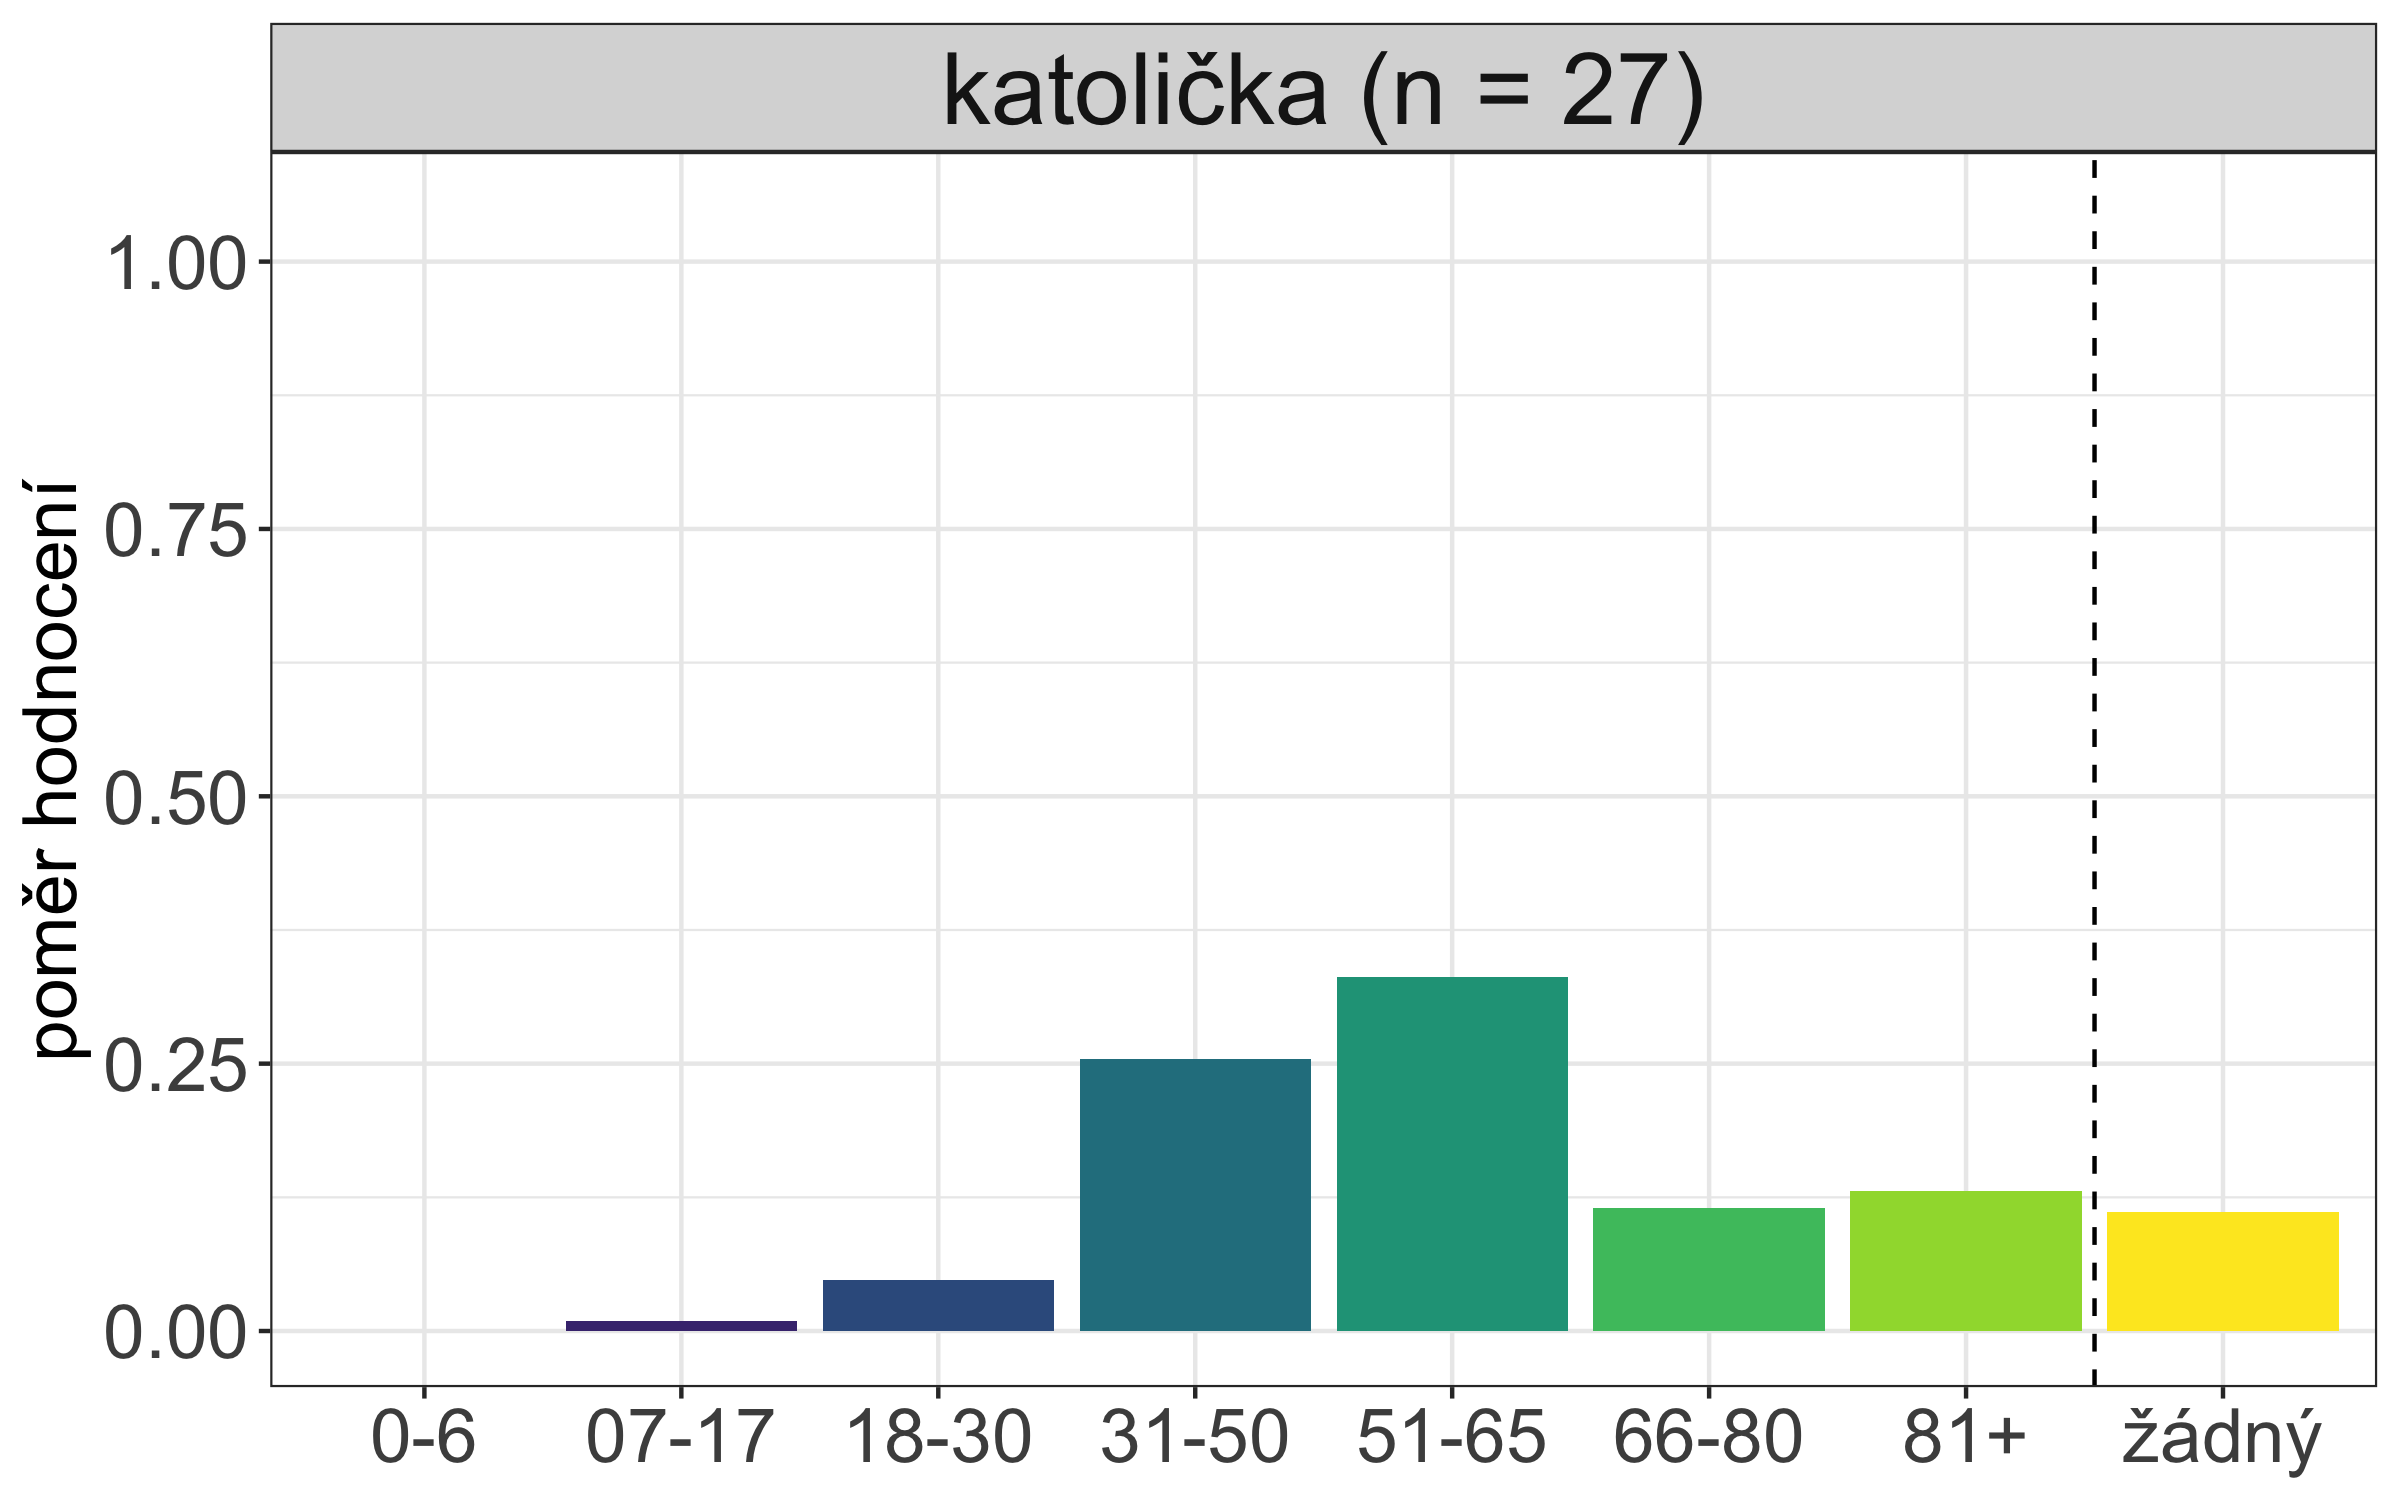 katolička (n = 27)
poměr hodnocení
1.00
0.75
0.50
0.25
0.00
0-6 07-17 18-30 31-50 51-65 66-80 81+ žádný